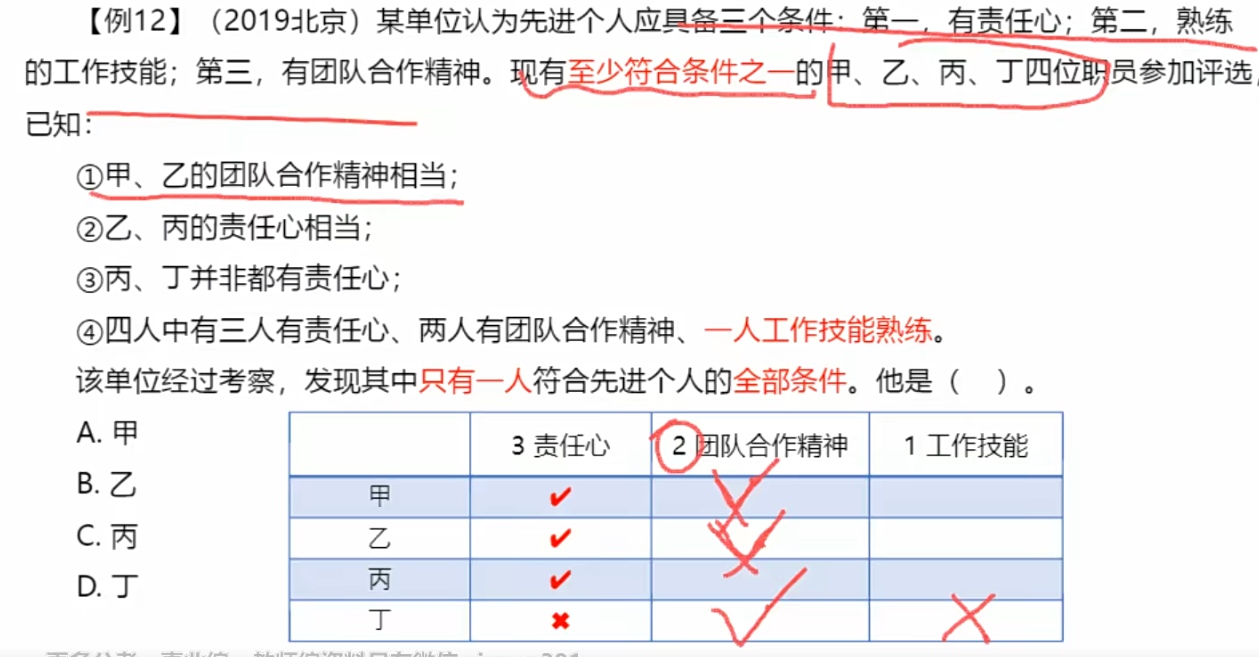 【例12】（2019北京）某单位认为先进个人应具备三个条件：第一，有责任心；第二，熟练
的工作技能；第三，有团队合作精神。现有至少符合条件之一的甲、乙、丙、丁四位职员参加评选，
已知：
①甲、乙的团队合作精神相当；
②乙、丙的责任心相当；
③丙、丁并非都有责任心；
④四人中有三人有责任心、两人有团队合作精神、一人工作技能熟练。
该单位经过考察，发现其中只有一人符合先进个人的全部条件。他是（ ）。
A. 甲
B. 乙
C. 丙
D. 丁
3 责任心 2 团队合作精神 1 工作技能
甲 ✔
乙 ✔
丙 ✔
丁 ✖